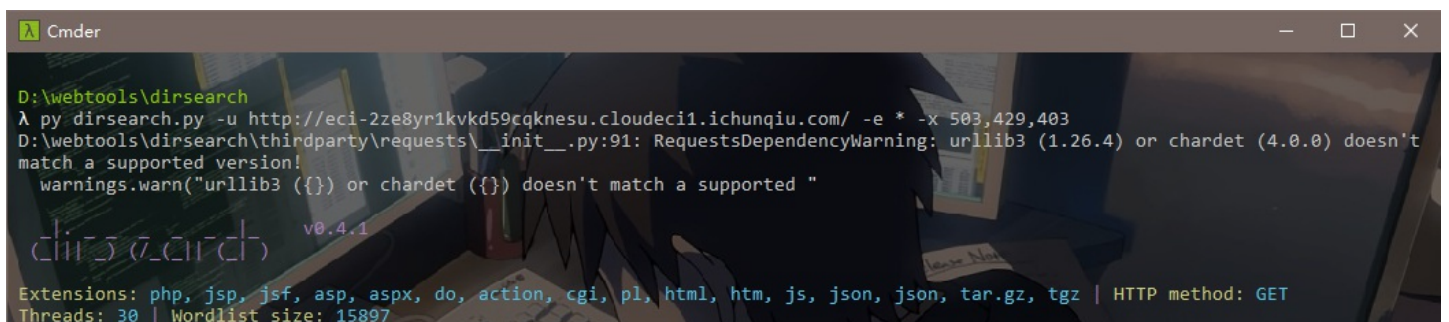 Cmder
D:\webtools\dirsearch
λ py dirsearch.py -u http://eci-2ze8yr1kvkd59cqknesu.cloudeci1.ichunqiu.com/ -e * -x 503,429,403
D:\webtools\dirsearch\thirdparty\requests\__init__.py:91: RequestsDependencyWarning: urllib3 (1.26.4) or chardet (4.0.0) doesn't
match a supported version!
  warnings.warn("urllib3 ({}) or chardet ({}) doesn't match a supported "
v0.4.1
Extensions: php, jsp, jsf, asp, aspx, do, action, cgi, pl, html, htm, js, json, json, tar.gz, tgz | HTTP method: GET
Threads: 30 | Wordlist size: 15897